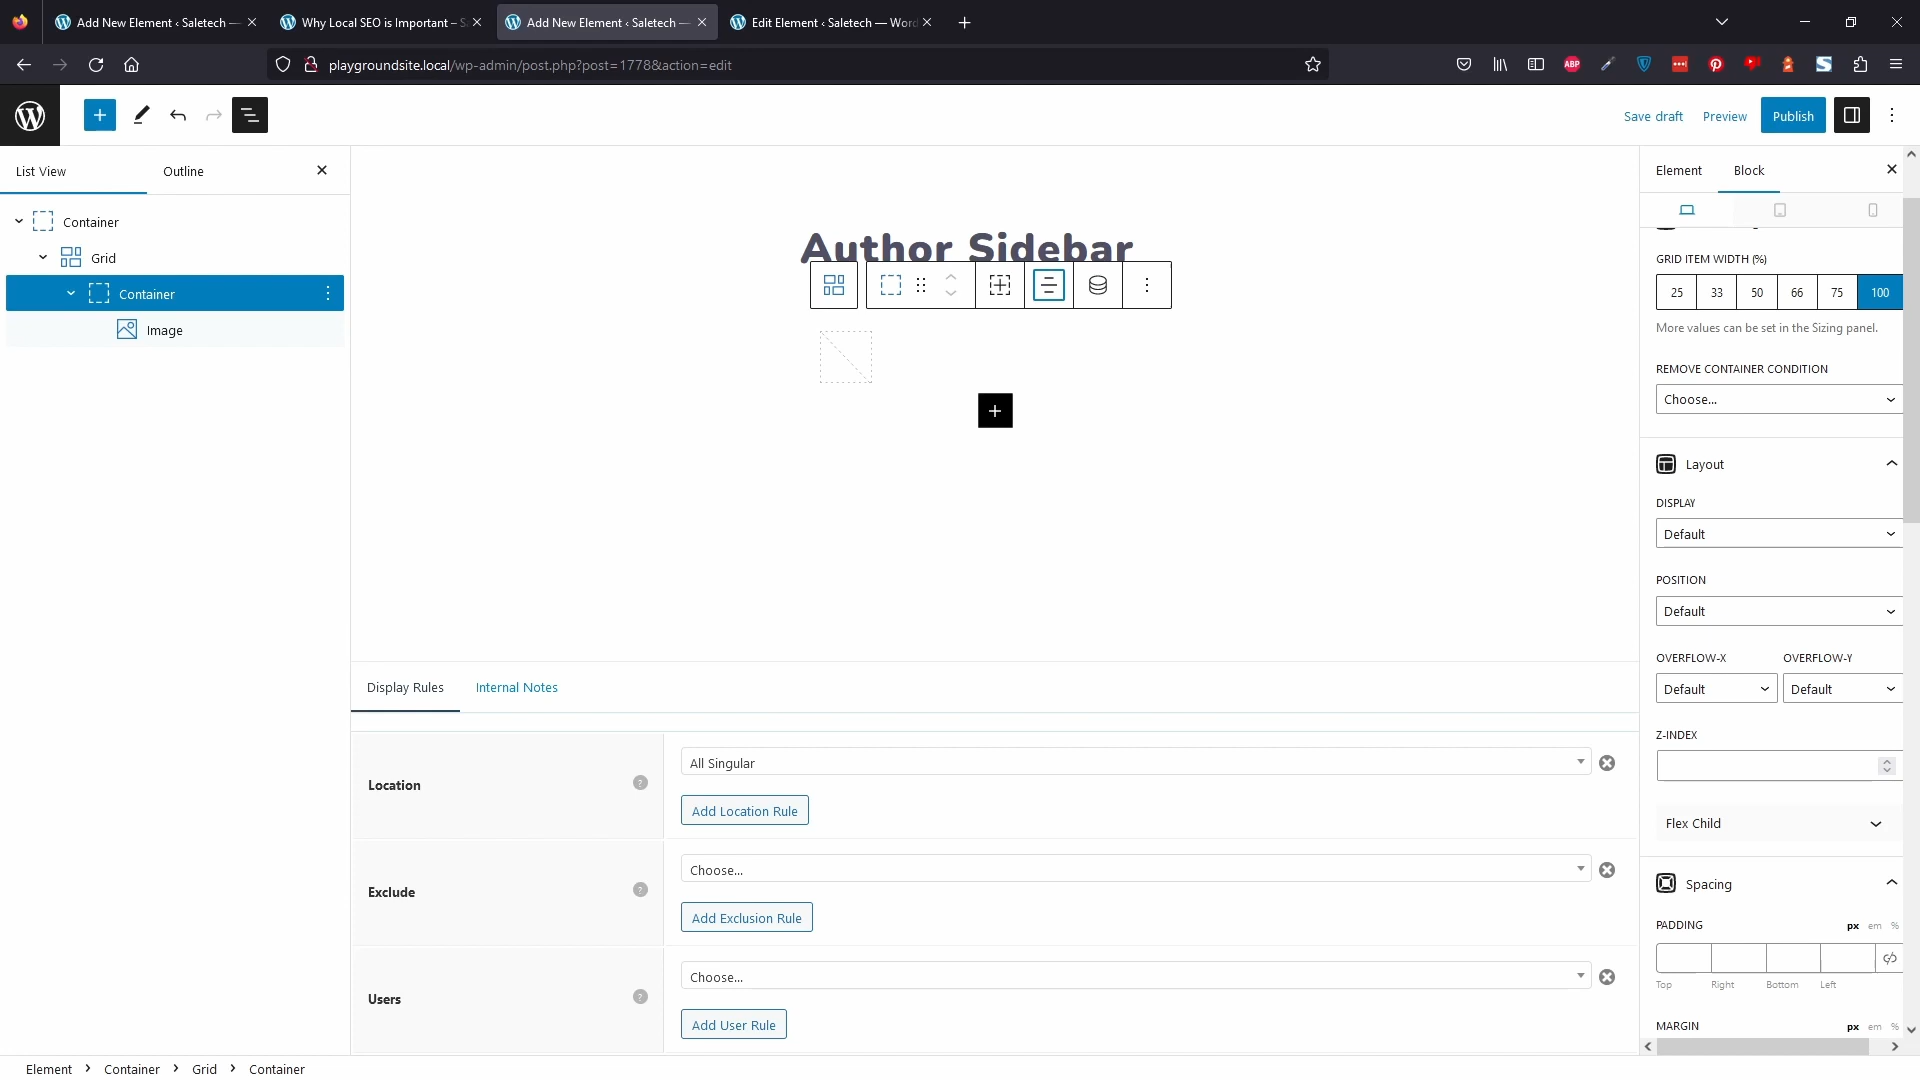 Add New Element ‹ Saletech —
Why Local SEO is Important – S
Add New Element ‹ Saletech —
Edit Element ‹ Saletech — Word
playgroundsite.local/wp-admin/post.php?post=1778&action=edit
ABP
Save draft
Preview
Publish
List View
Outline
Container
Grid
Container
Image
Author Sidebar
Display Rules
Internal Notes
Location
All Singular
Add Location Rule
Exclude
Choose...
Add Exclusion Rule
Users
Choose...
Add User Rule
Element
Block
GRID ITEM WIDTH (%)
25 33 50 66 75 100
More values can be set in the Sizing panel.
REMOVE CONTAINER CONDITION
Choose...
Layout
DISPLAY
Default
POSITION
Default
OVERFLOW-X OVERFLOW-Y
Default Default
Z-INDEX
Flex Child
Spacing
PADDING px em %
Top Right Bottom Left
MARGIN px em %
Element > Container > Grid > Container